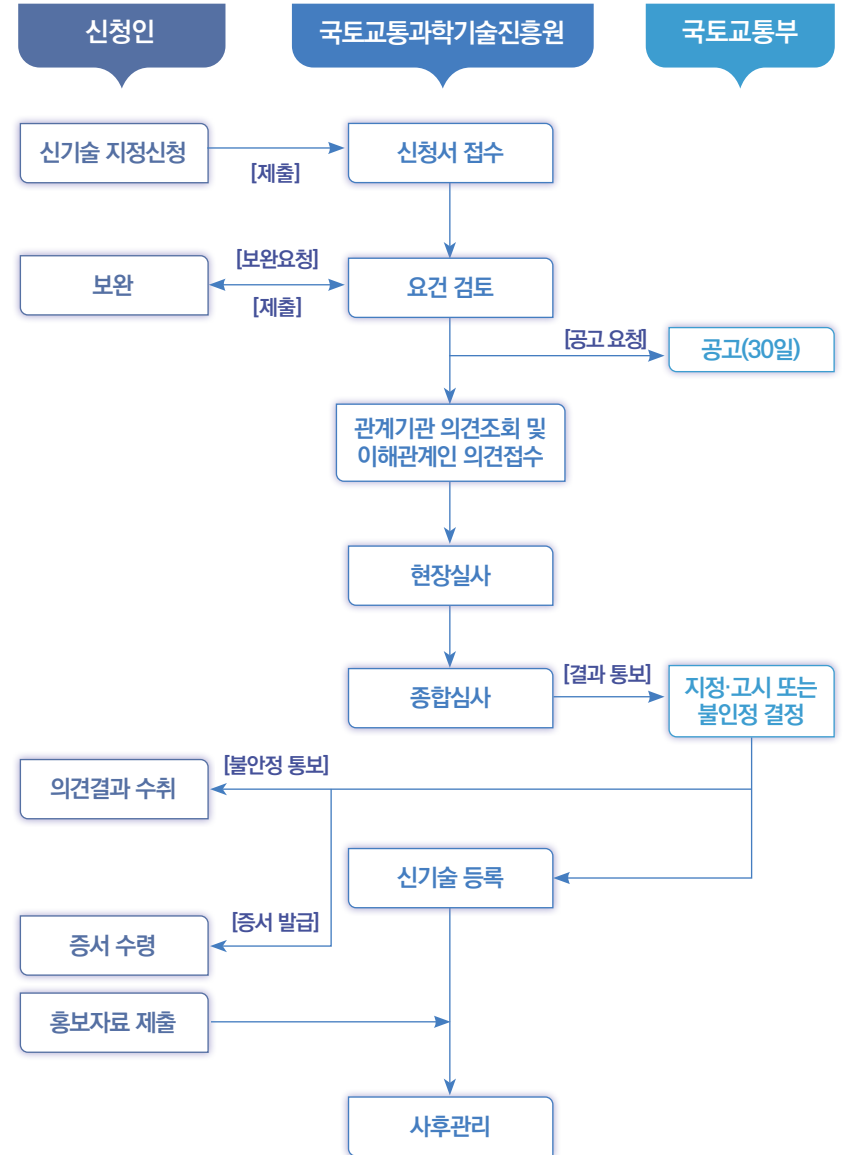 신청인
국토교통과학기술진흥원
국토교통부
신기술 지정신청
[제출]
신청서 접수
보완
[보완요청]
[제출]
요건 검토
[공고 요청]
공고(30일)
관계기관 의견조회 및
이해관계인 의견접수
현장실사
종합심사
[결과 통보]
지정·고시 또는
불인정 결정
의견결과 수취
[불안정 통보]
신기술 등록
증서 수령
[증서 발급]
홍보자료 제출
사후관리